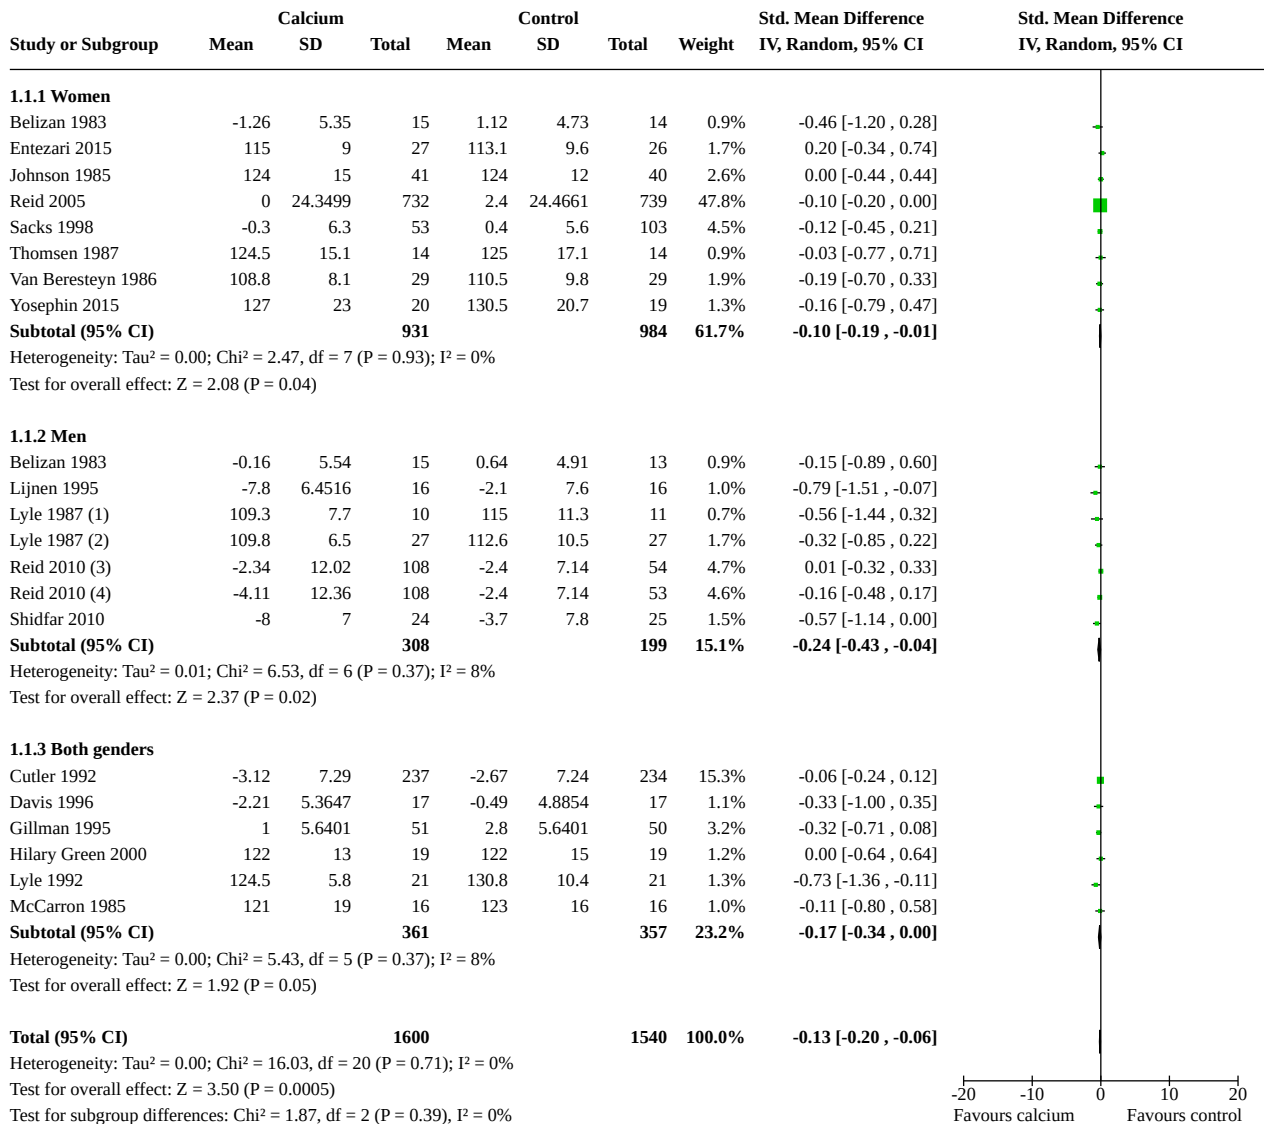 Calcium Control Std. Mean Difference Std. Mean Difference
Study or Subgroup Mean SD Total Mean SD Total Weight IV, Random, 95% CI IV, Random, 95% CI
1.1.1 Women
Belizan 1983 -1.26 5.35 15 1.12 4.73 14 0.9% -0.46 [-1.20 , 0.28]
Entezari 2015 115 9 27 113.1 9.6 26 1.7% 0.20 [-0.34 , 0.74]
Johnson 1985 124 15 41 124 12 40 2.6% 0.00 [-0.44 , 0.44]
Reid 2005 0 24.3499 732 2.4 24.4661 739 47.8% -0.10 [-0.20 , 0.00]
Sacks 1998 -0.3 6.3 53 0.4 5.6 103 4.5% -0.12 [-0.45 , 0.21]
Thomsen 1987 124.5 15.1 14 125 17.1 14 0.9% -0.03 [-0.77 , 0.71]
Van Beresteyn 1986 108.8 8.1 29 110.5 9.8 29 1.9% -0.19 [-0.70 , 0.33]
Yosephin 2015 127 23 20 130.5 20.7 19 1.3% -0.16 [-0.79 , 0.47]
Subtotal (95% CI) 931 984 61.7% -0.10 [-0.19 , -0.01]
Heterogeneity: Tau² = 0.00; Chi² = 2.47, df = 7 (P = 0.93); I² = 0%
Test for overall effect: Z = 2.08 (P = 0.04)
1.1.2 Men
Belizan 1983 -0.16 5.54 15 0.64 4.91 13 0.9% -0.15 [-0.89 , 0.60]
Lijnen 1995 -7.8 6.4516 16 -2.1 7.6 16 1.0% -0.79 [-1.51 , -0.07]
Lyle 1987 (1) 109.3 7.7 10 115 11.3 11 0.7% -0.56 [-1.44 , 0.32]
Lyle 1987 (2) 109.8 6.5 27 112.6 10.5 27 1.7% -0.32 [-0.85 , 0.22]
Reid 2010 (3) -2.34 12.02 108 -2.4 7.14 54 4.7% 0.01 [-0.32 , 0.33]
Reid 2010 (4) -4.11 12.36 108 -2.4 7.14 53 4.6% -0.16 [-0.48 , 0.17]
Shidfar 2010 -8 7 24 -3.7 7.8 25 1.5% -0.57 [-1.14 , 0.00]
Subtotal (95% CI) 308 199 15.1% -0.24 [-0.43 , -0.04]
Heterogeneity: Tau² = 0.01; Chi² = 6.53, df = 6 (P = 0.37); I² = 8%
Test for overall effect: Z = 2.37 (P = 0.02)
1.1.3 Both genders
Cutler 1992 -3.12 7.29 237 -2.67 7.24 234 15.3% -0.06 [-0.24 , 0.12]
Davis 1996 -2.21 5.3647 17 -0.49 4.8854 17 1.1% -0.33 [-1.00 , 0.35]
Gillman 1995 1 5.6401 51 2.8 5.6401 50 3.2% -0.32 [-0.71 , 0.08]
Hilary Green 2000 122 13 19 122 15 19 1.2% 0.00 [-0.64 , 0.64]
Lyle 1992 124.5 5.8 21 130.8 10.4 21 1.3% -0.73 [-1.36 , -0.11]
McCarron 1985 121 19 16 123 16 16 1.0% -0.11 [-0.80 , 0.58]
Subtotal (95% CI) 361 357 23.2% -0.17 [-0.34 , 0.00]
Heterogeneity: Tau² = 0.00; Chi² = 5.43, df = 5 (P = 0.37); I² = 8%
Test for overall effect: Z = 1.92 (P = 0.05)
Total (95% CI) 1600 1540 100.0% -0.13 [-0.20 , -0.06]
Heterogeneity: Tau² = 0.00; Chi² = 16.03, df = 20 (P = 0.71); I² = 0%
Test for overall effect: Z = 3.50 (P = 0.0005)
-20 -10 0 10 20
Test for subgroup differences: Chi² = 1.87, df = 2 (P = 0.39), I² = 0% Favours calcium Favours control